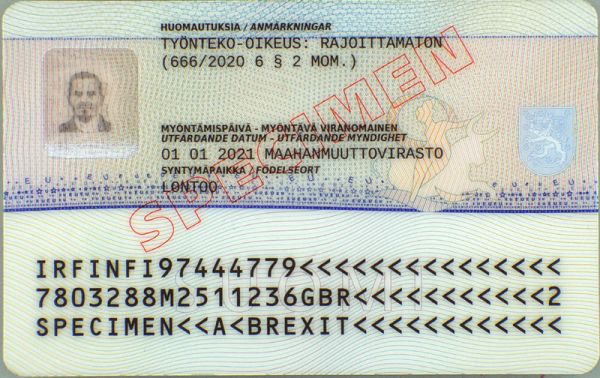 HUOMAUTUKSIA / ANMÄRKNINGAR
TYÖNTEKO-OIKEUS: RAJOITTAMATON
(666/2020 6 § 2 MOM.)
MYÖNTÄMISPÄIVÄ - MYÖNTÄVÄ VIRANOMAINEN
UTFÄRDANDE DATUM - UTFÄRDANDE MYNDIGHET
01 01 2021 MAAHANMUUTTOVIRASTO
SYNTYMÄPAIKKA / FÖDELSEORT
LONTOO
SPECIMEN
IRFINFI97444779<<<<<<<<<<<<<<<
7803288M2511236GBR<<<<<<<<<<<2
SUOMI
SPECIMEN<<A<BREXIT<<<<<<<<<<<<